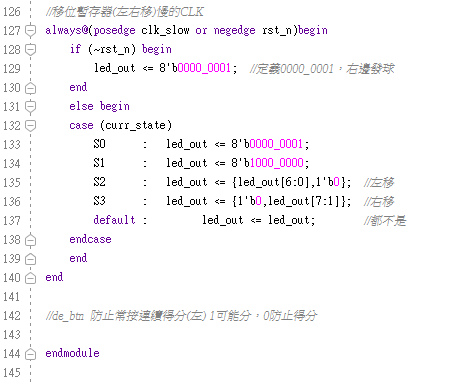 126 //移位暫存器(左右移)慢的CLK
127 always@(posedge clk_slow or negedge rst_n)begin
128 if (~rst_n) begin
129 led_out <= 8'b0000_0001; //定義0000_0001，右邊發球
130 end
131 else begin
132 case (curr_state)
133 S0 : led_out <= 8'b0000_0001;
134 S1 : led_out <= 8'b1000_0000;
135 S2 : led_out <= {led_out[6:0],1'b0}; //左移
136 S3 : led_out <= {1'b0,led_out[7:1]}; //右移
137 default : led_out <= led_out; //都不是
138 endcase
139 end
140 end
141
142 //de_btn 防止常按連續得分(左) 1可能分，0防止得分
143
144 endmodule
145